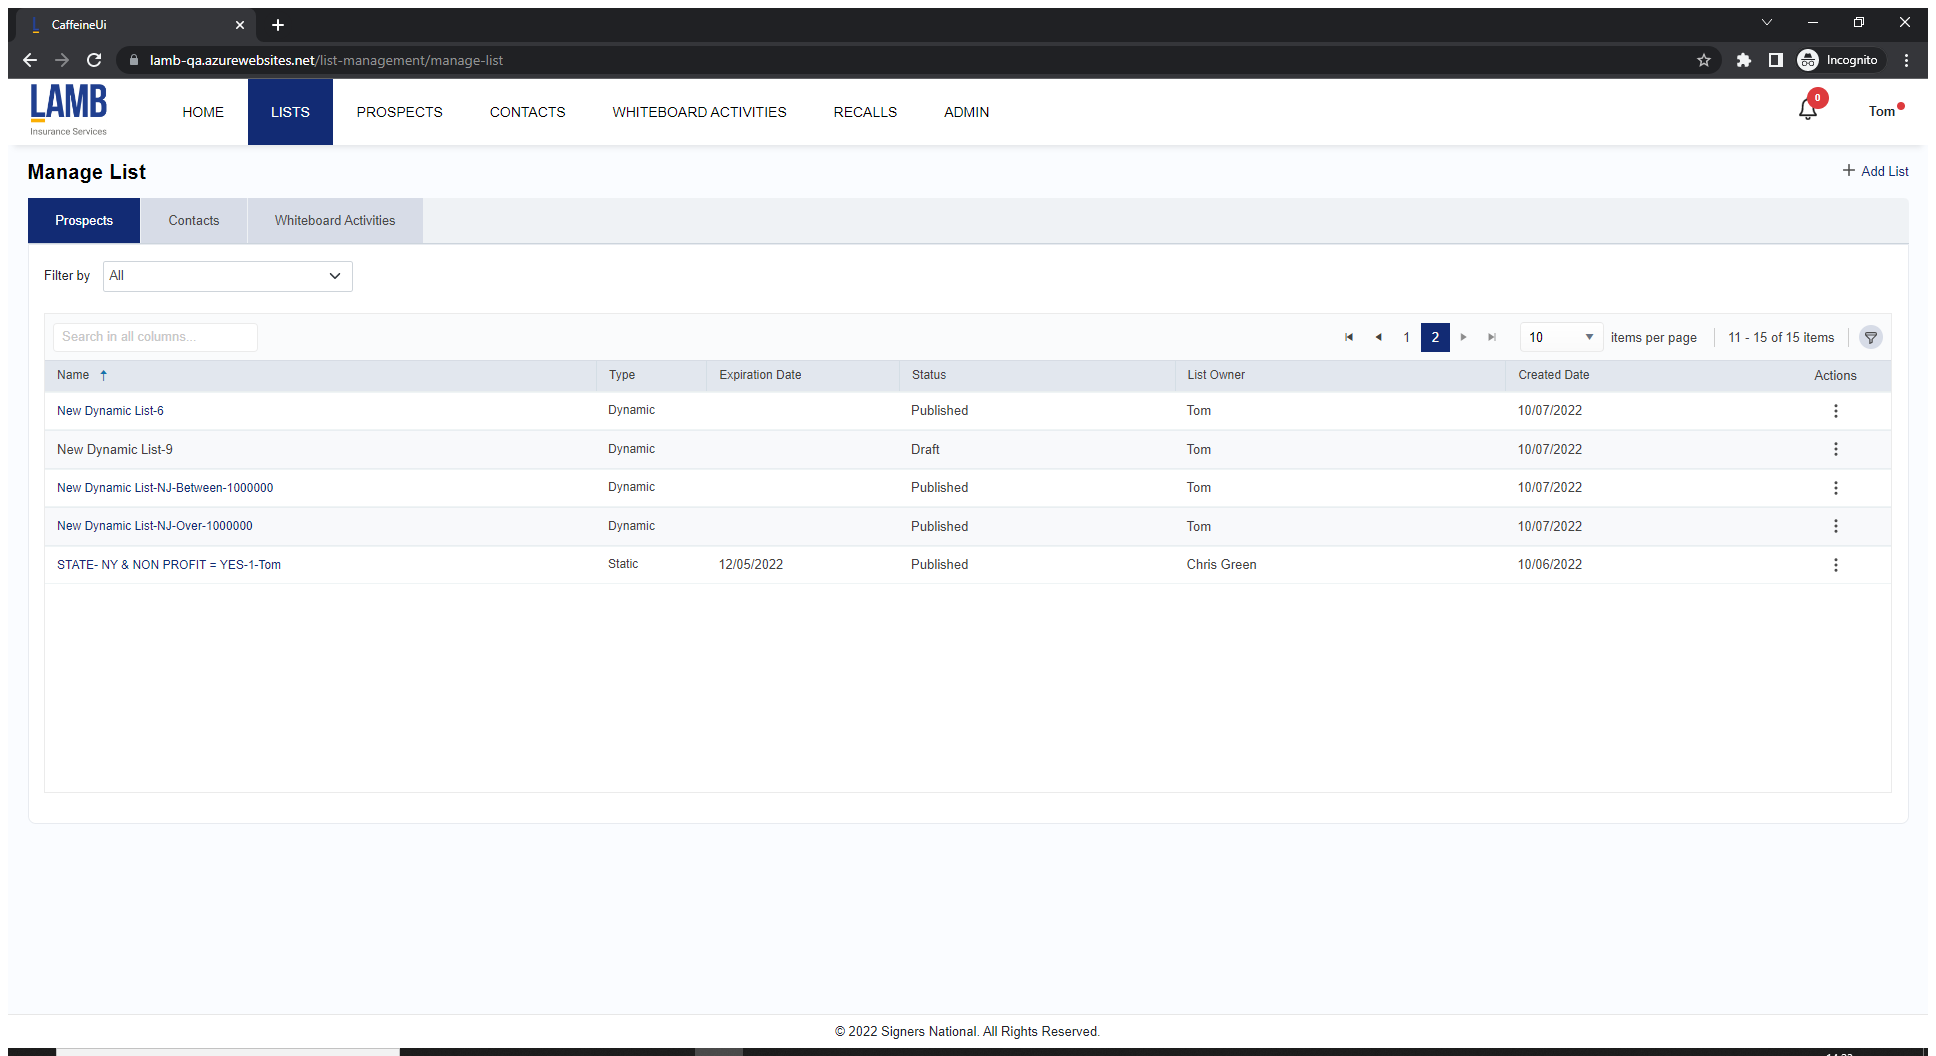 CaffeineUi
lamb-qa.azurewebsites.net/list-management/manage-list
Incognito
LAMB
Insurance Services
HOME LISTS PROSPECTS CONTACTS WHITEBOARD ACTIVITIES RECALLS ADMIN
0
Tom
Manage List
+ Add List
Prospects Contacts Whiteboard Activities
Filter by All
Search in all columns...
1 2 10 items per page 11 - 15 of 15 items
Name Type Expiration Date Status List Owner Created Date Actions
New Dynamic List-6 Dynamic Published Tom 10/07/2022
New Dynamic List-9 Dynamic Draft Tom 10/07/2022
New Dynamic List-NJ-Between-1000000 Dynamic Published Tom 10/07/2022
New Dynamic List-NJ-Over-1000000 Dynamic Published Tom 10/07/2022
STATE- NY & NON PROFIT = YES-1-Tom Static 12/05/2022 Published Chris Green 10/06/2022
© 2022 Signers National. All Rights Reserved.